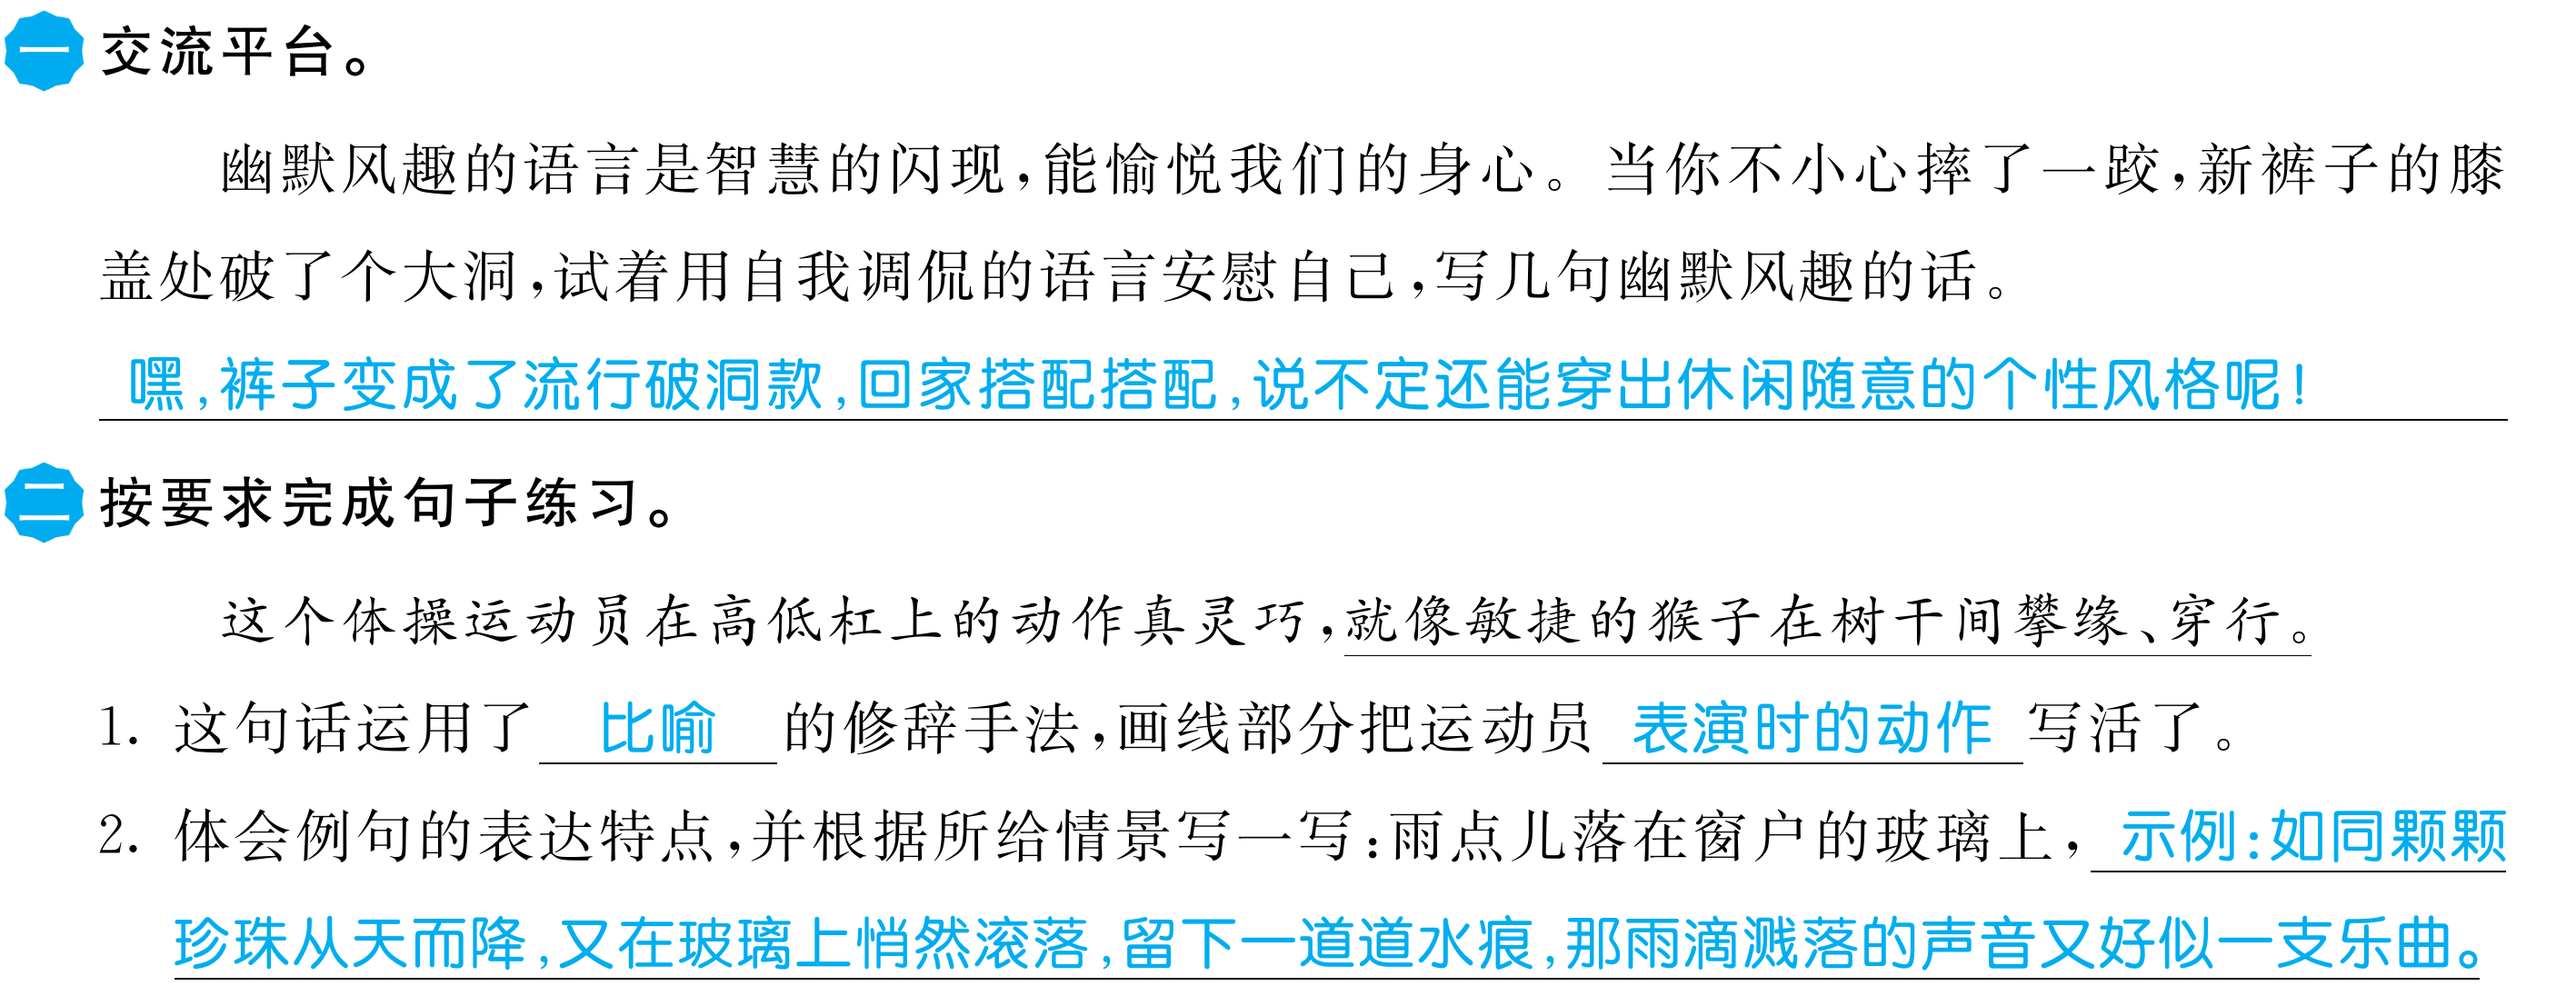 一 交流平台。
幽默风趣的语言是智慧的闪现,能愉悦我们的身心。当你不小心摔了一跤,新裤子的膝
盖处破了个大洞,试着用自我调侃的语言安慰自己,写几句幽默风趣的话。
嘿,裤子变成了流行破洞款,回家搭配搭配,说不定还能穿出休闲随意的个性风格呢!
二 按要求完成句子练习。
这个体操运动员在高低杠上的动作真灵巧,就像敏捷的猴子在树干间攀缘、穿行。
1. 这句话运用了 比喻 的修辞手法,画线部分把运动员 表演时的动作 写活了。
2. 体会例句的表达特点,并根据所给情景写一写:雨点儿落在窗户的玻璃上, 示例:如同颗颗
珍珠从天而降,又在玻璃上悄然滚落,留下一道道水痕,那雨滴溅落的声音又好似一支乐曲。